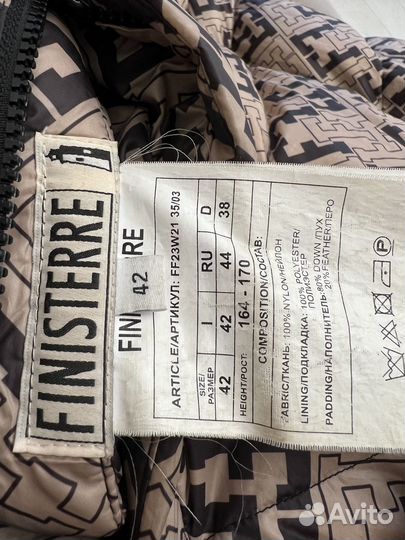 FINISTERRE
FIN
RE
42
ARTICLE/АРТИКУЛ: FF23W21 35/03
SIZE/ I RU D
РАЗМЕР
42 42 44 38
HEIGHT/РОСТ: 164 - 170
COMPOSITION/СОСТАВ:
FABRIC/ТКАНЬ: 100% NYLON/НЕЙЛОН
LINING/ПОДКЛАДКА: 100% POLYESTER/
ПОЛИЭСТЕР
PADDING/НАПОЛНИТЕЛЬ: 80% DOWN /ПУХ
20% FEATHER/ПЕРО
P
Avito